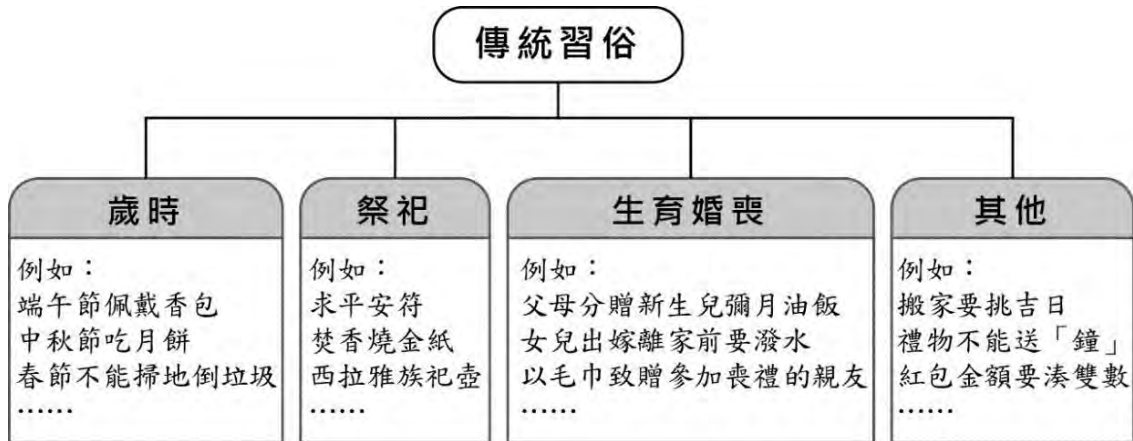 傳統習俗
歲時
例如：
端午節佩戴香包
中秋節吃月餅
春節不能掃地倒垃圾
……
祭祀
例如：
求平安符
焚香燒金紙
西拉雅族祀壺
……
生育婚喪
例如：
父母分贈新生兒彌月油飯
女兒出嫁離家前要潑水
以毛巾致贈參加喪禮的親友
……
其他
例如：
搬家要挑吉日
禮物不能送「鐘」
紅包金額要湊雙數
……